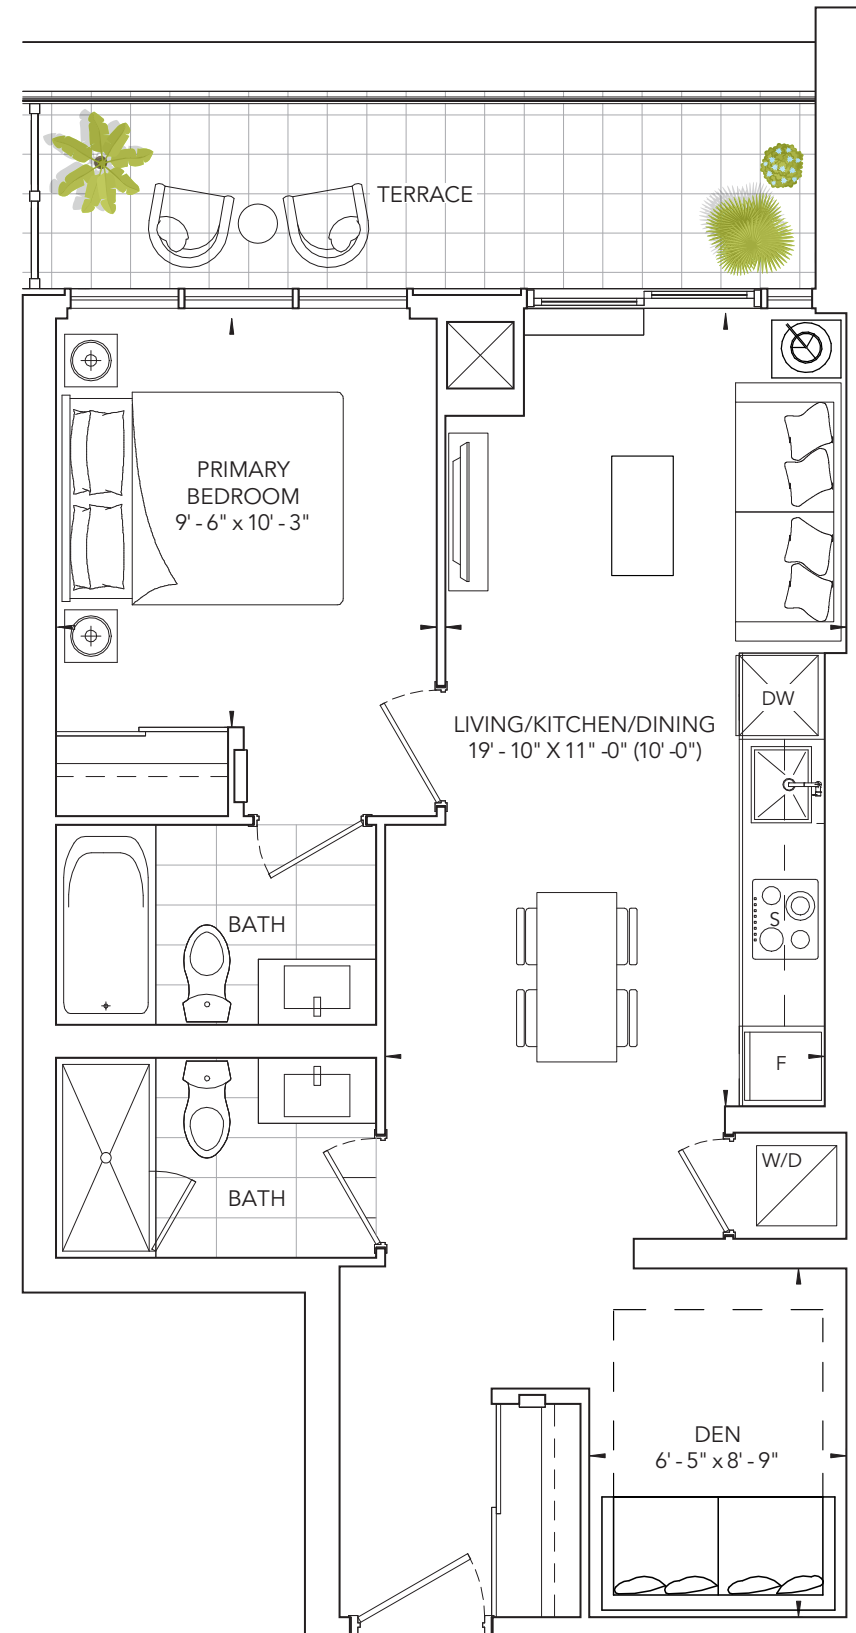 TERRACE
PRIMARY
BEDROOM
9' - 6" x 10' - 3"
DW
LIVING/KITCHEN/DINING
19' - 10" X 11" -0" (10' -0")
S
BATH
F
W/D
BATH
DEN
6' - 5" x 8' - 9"